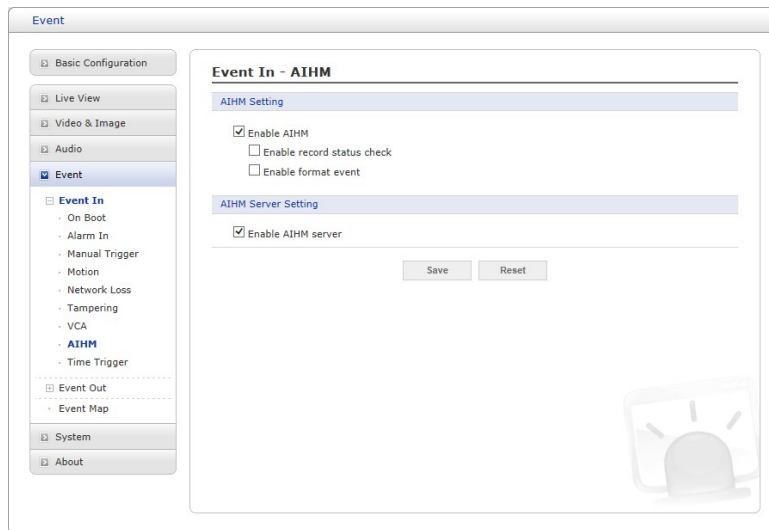 Event
Basic Configuration
Live View
Video & Image
Audio
Event
Event In
On Boot
Alarm In
Manual Trigger
Motion
Network Loss
Tampering
VCA
AIHM
Time Trigger
Event Out
Event Map
System
About
Event In - AIHM
AIHM Setting
Enable AIHM
Enable record status check
Enable format event
AIHM Server Setting
Enable AIHM server
Save Reset